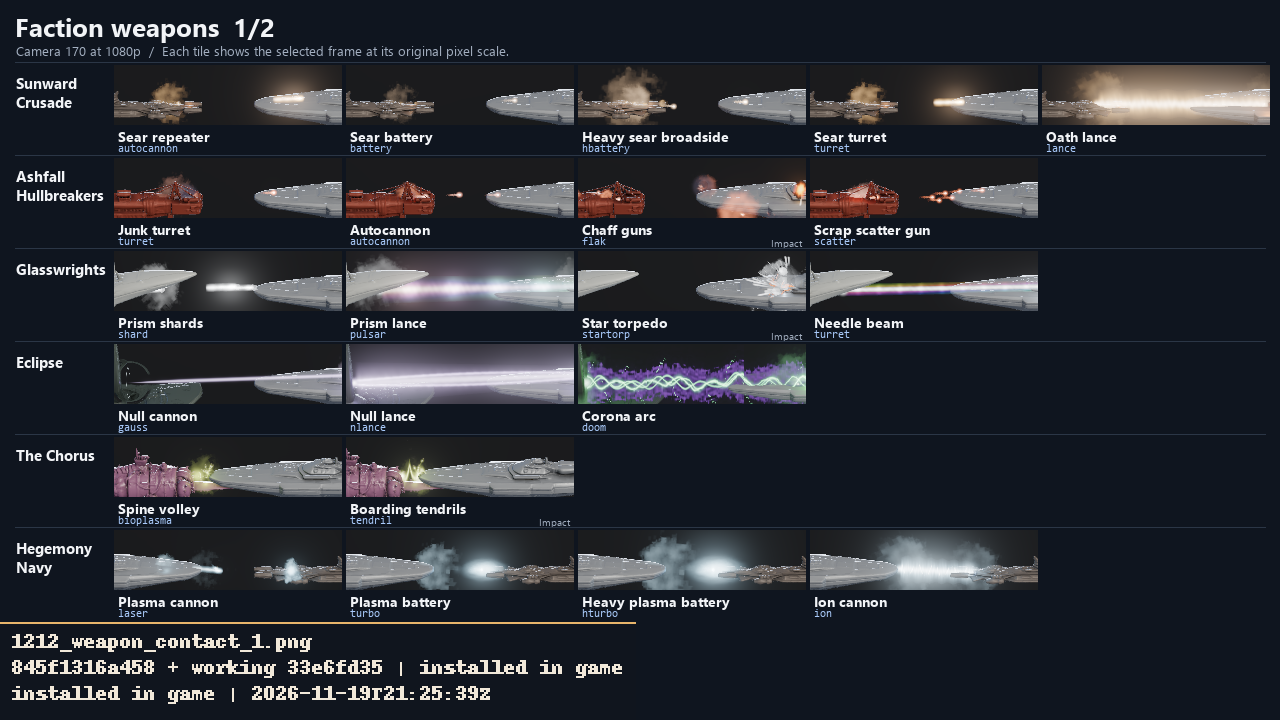 Faction weapons 1/2
Camera 170 at 1080p / Each tile shows the selected frame at its original pixel scale.
Sunward
Crusade
Sear repeater
autocannon
Sear battery
battery
Heavy sear broadside
hbattery
Sear turret
turret
Oath lance
lance
Ashfall
Hullbreakers
Junk turret
turret
Autocannon
autocannon
Chaff guns
flak
Impact
Scrap scatter gun
scatter
Glasswrights
Prism shards
shard
Prism lance
pulsar
Star torpedo
startorp
Impact
Needle beam
turret
Eclipse
Null cannon
gauss
Null lance
nlance
Corona arc
doom
The Chorus
Spine volley
bioplasma
Boarding tendrils
tendril
Impact
Hegemony
Navy
Plasma cannon
laser
Plasma battery
turbo
Heavy plasma battery
hturbo
Ion cannon
ion
1212_weapon_contact_1.png
845f1316a458 + working 33e6fd35 | installed in game
installed in game | 2026-11-19T21:25:39Z